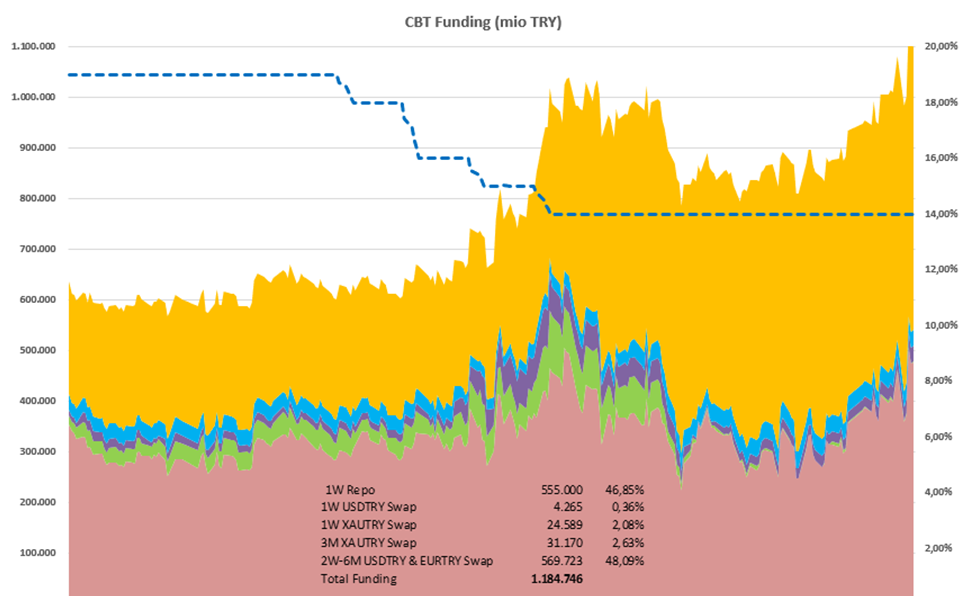 CBT Funding (mio TRY)
1.100.000 20,00%
1.000.000 18,00%
900.000 16,00%
800.000 14,00%
700.000 12,00%
600.000 10,00%
500.000 8,00%
400.000 6,00%
300.000 4,00%
200.000 2,00%
100.000
1W Repo 555.000 46,85%
1W USDTRY Swap 4.265 0,36%
1W XAUTRY Swap 24.589 2,08%
3M XAUTRY Swap 31.170 2,63%
2W-6M USDTRY & EURTRY Swap 569.723 48,09%
Total Funding 1.184.746